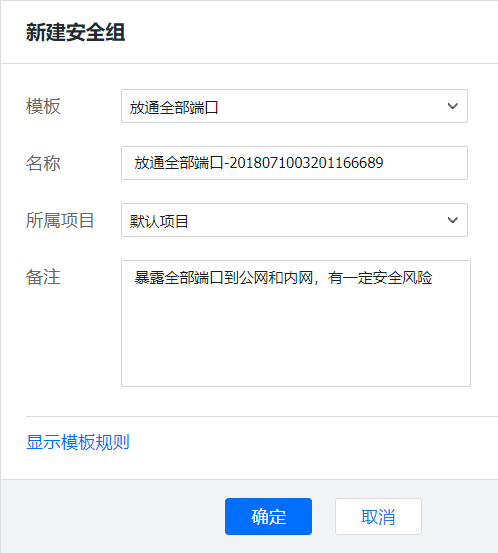 新建安全组
模板 放通全部端口
名称 放通全部端口-2018071003201166689
所属项目 默认项目
备注 暴露全部端口到公网和内网，有一定安全风险
显示模板规则
确定 取消